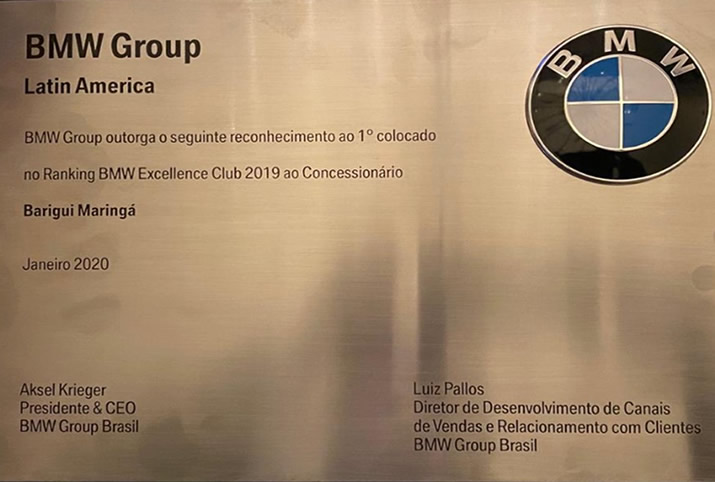 BMW Group
Latin America
BMW
BMW Group outorga o seguinte reconhecimento ao 1° colocado
no Ranking BMW Excellence Club 2019 ao Concessionário
Barigui Maringá
Janeiro 2020
Aksel Krieger
Presidente & CEO
BMW Group Brasil
Luiz Pallos
Diretor de Desenvolvimento de Canais
de Vendas e Relacionamento com Clientes
BMW Group Brasil